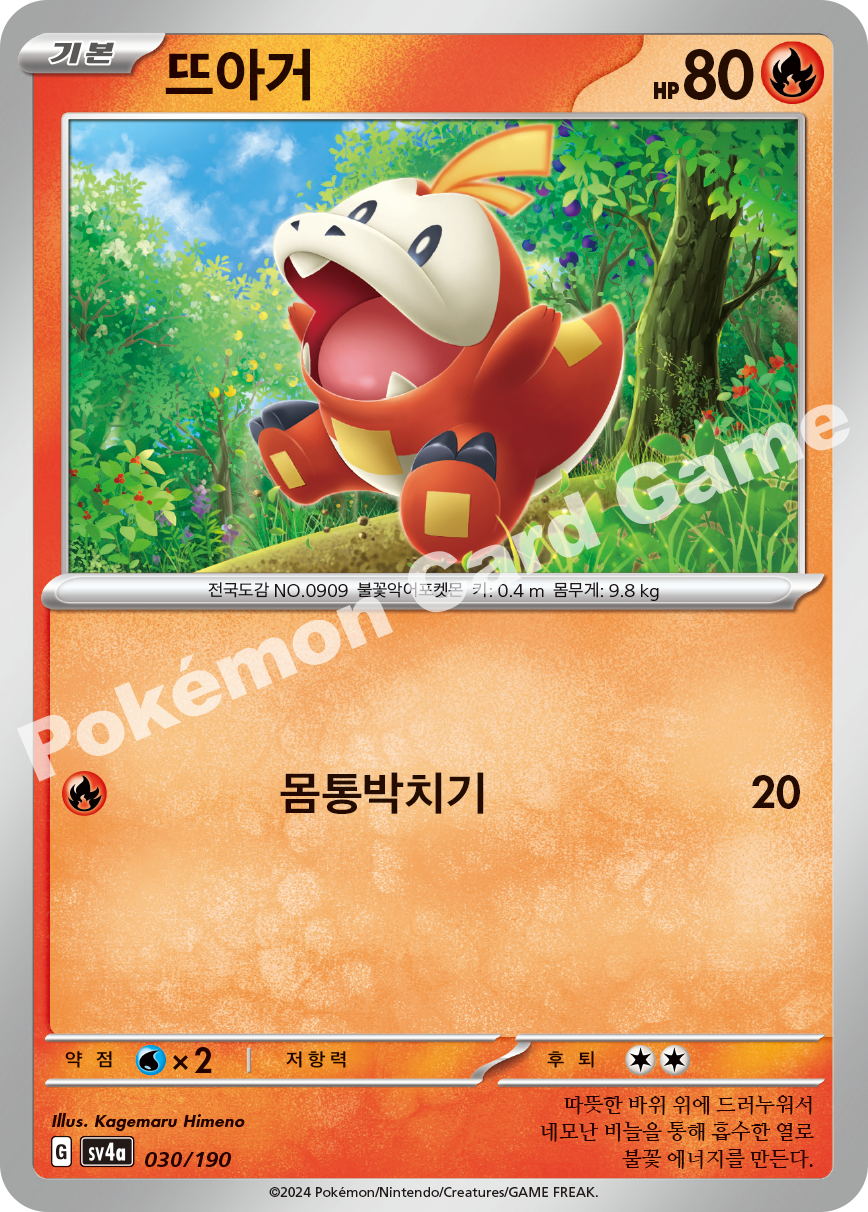 기본 뜨아거 HP 80
전국도감 NO.0909 불꽃악어포켓몬 키: 0.4 m 몸무게: 9.8 kg
Pokémon Card Game
몸통박치기 20
약점 ×2 저항력 후퇴
따뜻한 바위 위에 드러누워서
네모난 비늘을 통해 흡수한 열로
불꽃 에너지를 만든다.
Illus. Kagemaru Himeno
G sv4a 030/190
©2024 Pokémon/Nintendo/Creatures/GAME FREAK.